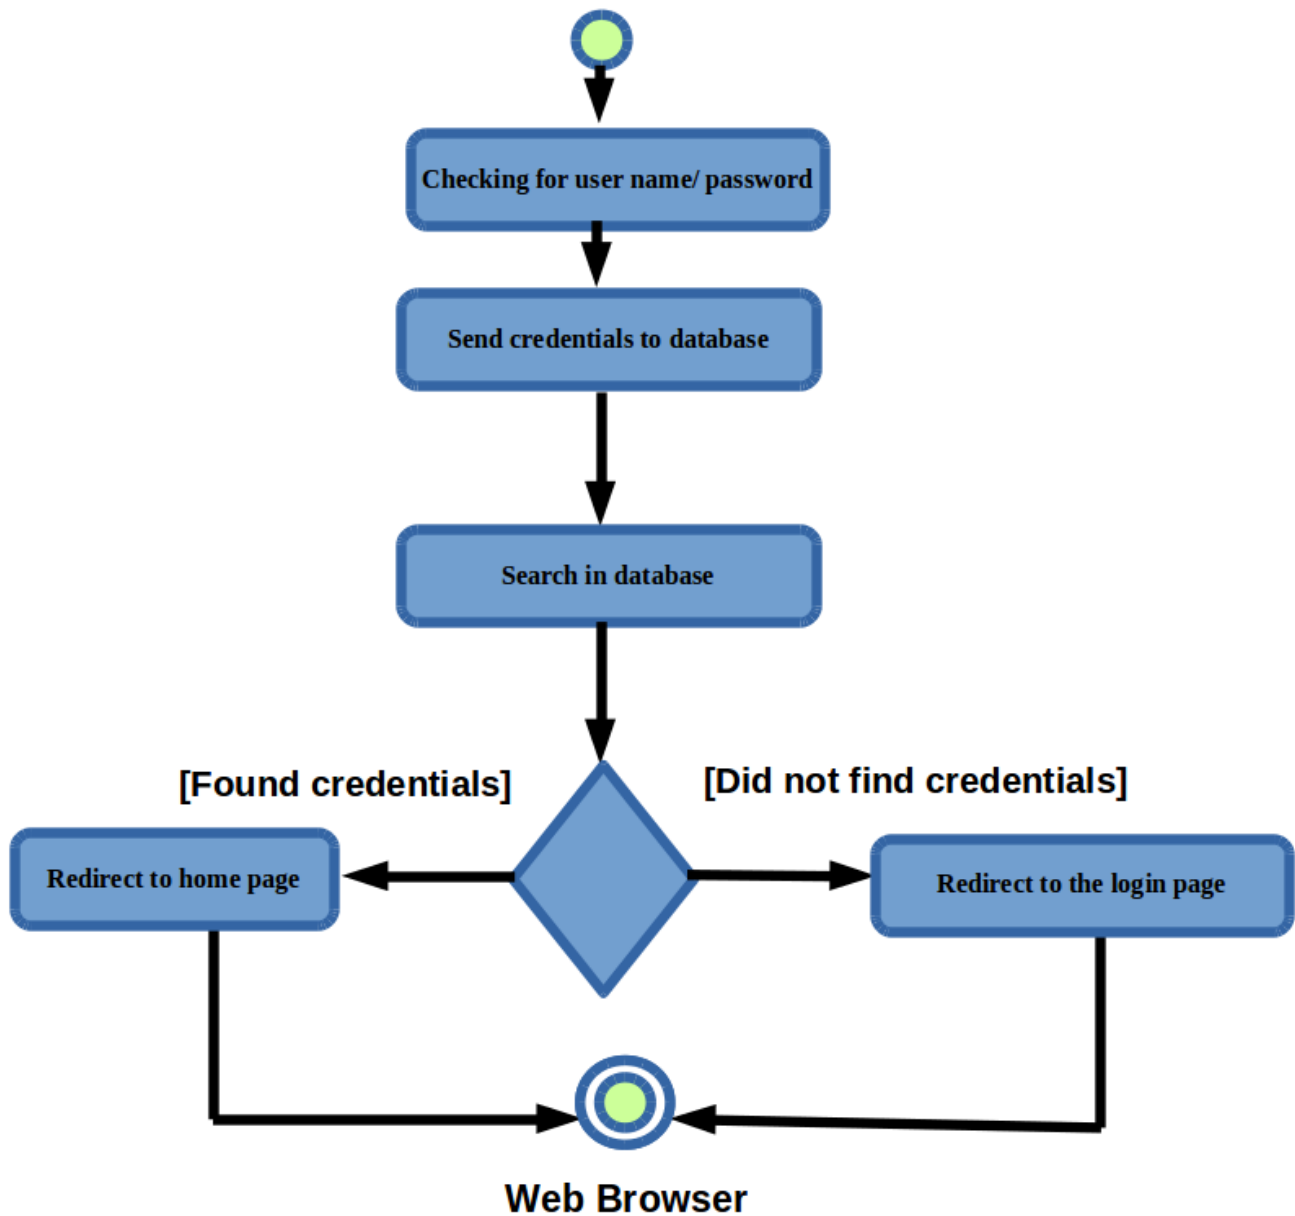 Checking for user name/ password
Send credentials to database
Search in database
[Found credentials]
[Did not find credentials]
Redirect to home page
Redirect to the login page
Web Browser